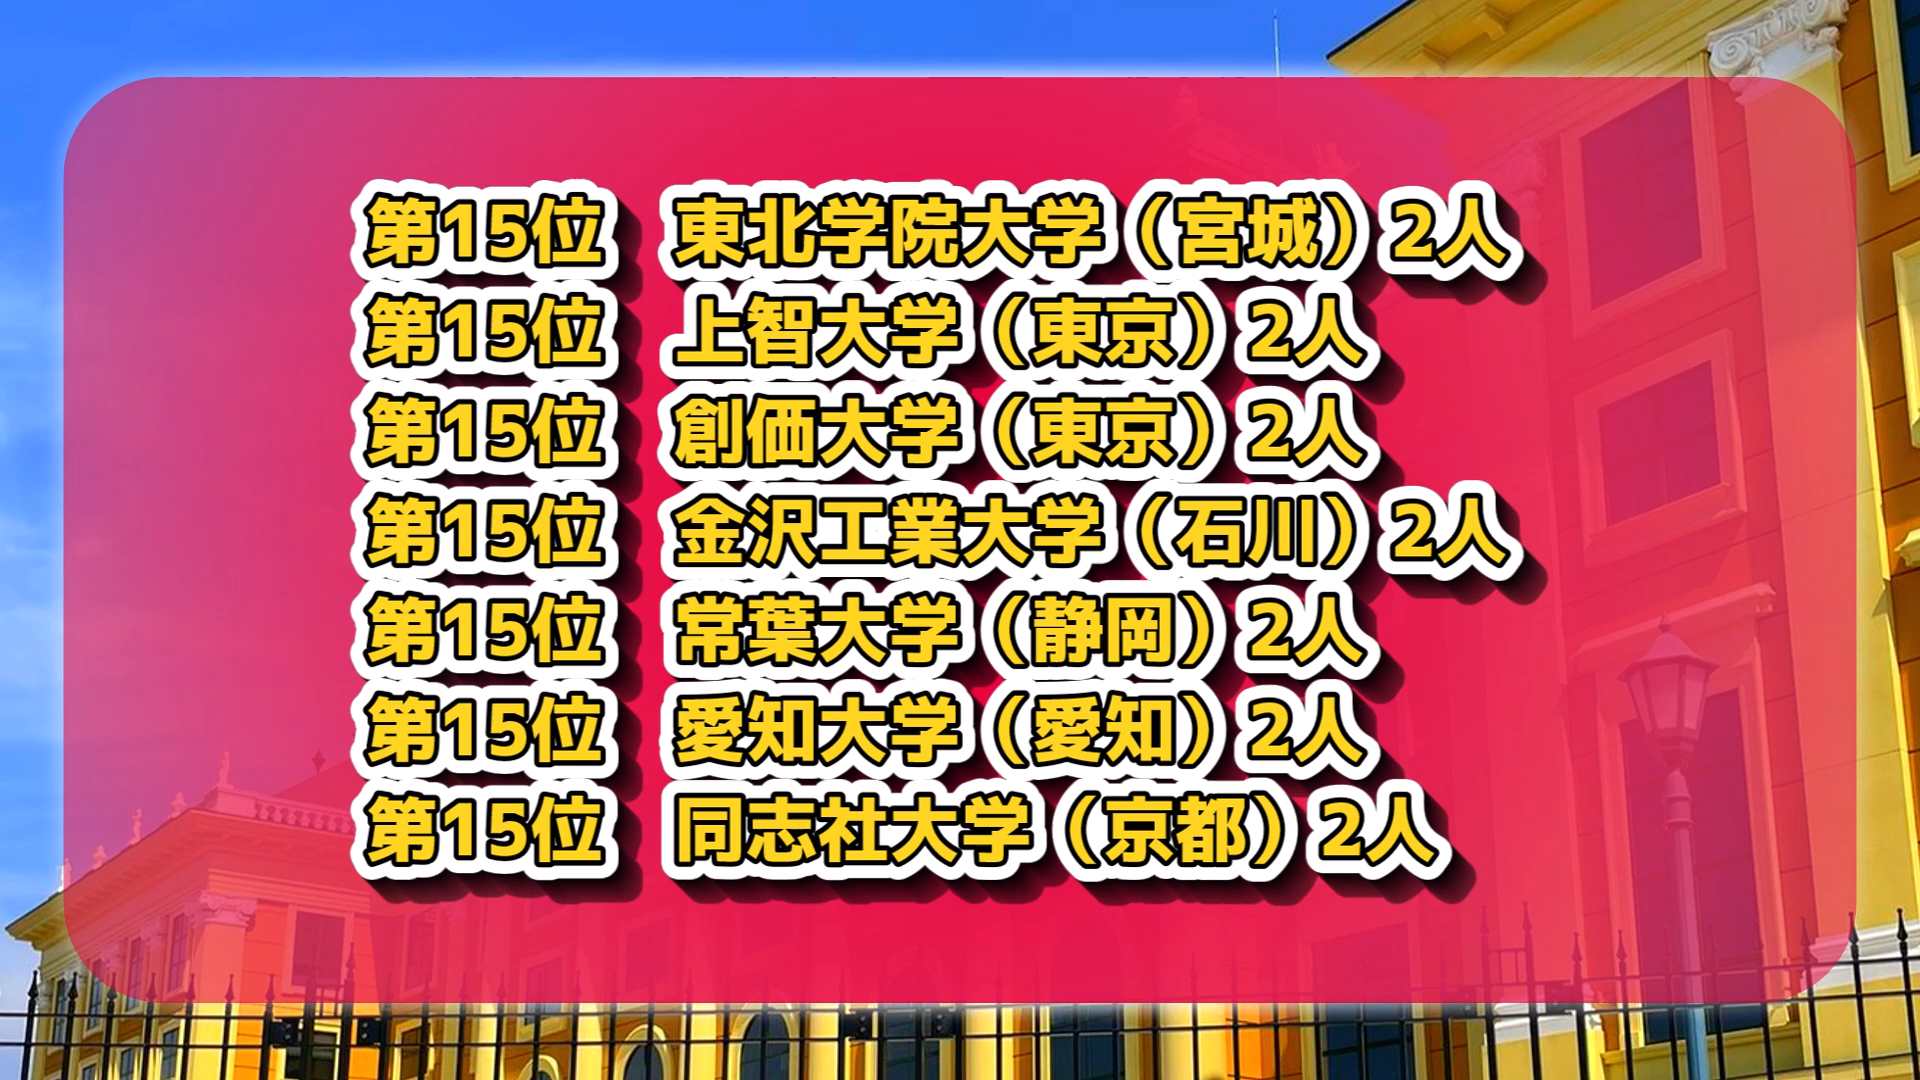 第15位　東北学院大学（宮城）2人
第15位　上智大学（東京）2人
第15位　創価大学（東京）2人
第15位　金沢工業大学（石川）2人
第15位　常葉大学（静岡）2人
第15位　愛知大学（愛知）2人
第15位　同志社大学（京都）2人